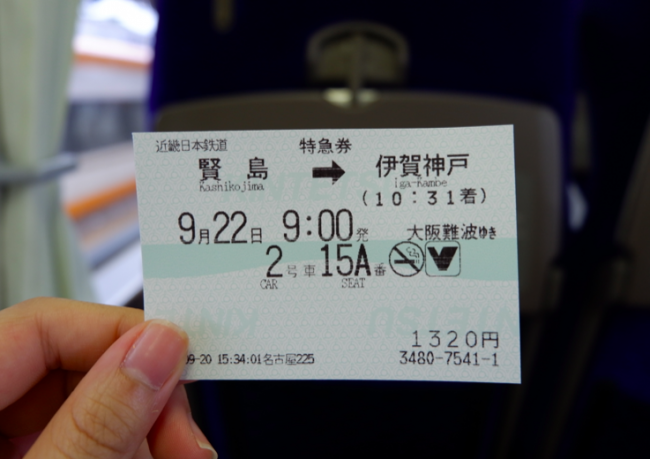 近畿日本鉄道 特急券
賢島 ➡ 伊賀神戸
Kashikojima Iga-Kambe
(10:31着)
9月22日 9:00発 大阪難波ゆき
2号車 15A番
CAR SEAT
KINTETSU
1320円
09-20 15:34:01名古屋225 3480-7541-1